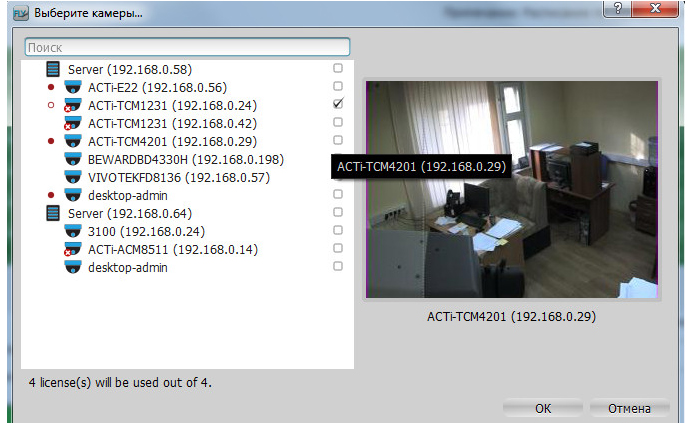 Выберите камеры...
?
Поиск
Server (192.168.0.58)
ACTi-E22 (192.168.0.56)
ACTi-TCM1231 (192.168.0.24)
ACTi-TCM1231 (192.168.0.42)
ACTi-TCM4201 (192.168.0.29)
BEWARDBD4330H (192.168.0.198)
VIVOTEKFD8136 (192.168.0.57)
desktop-admin
Server (192.168.0.64)
3100 (192.168.0.24)
ACTi-ACM8511 (192.168.0.14)
desktop-admin
ACTi-TCM4201 (192.168.0.29)
ACTi-TCM4201 (192.168.0.29)
4 license(s) will be used out of 4.
OK
Отмена